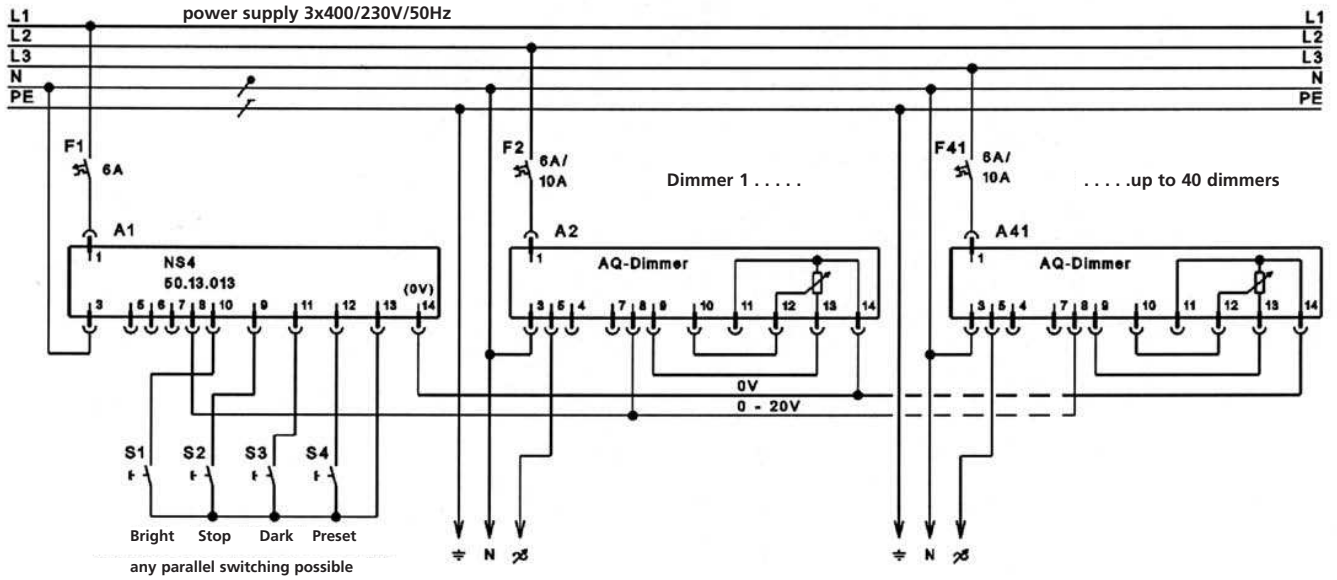 power supply 3x400/230V/50Hz
L1 L1
L2 L2
L3 L3
N N
PE PE
F1 6A
F2 6A/
10A
F41 6A/
10A
Dimmer 1 . . . . .
. . . . .up to 40 dimmers
A1
A2
A41
1
NS4
50.13.013
(0V)
3 5 6 7 8 10 9 11 12 13 14
1
AQ-Dimmer
3 5 4 7 8 9 10 11 12 13 14
1
AQ-Dimmer
3 5 4 7 8 9 10 11 12 13 14
0V
0 - 20V
S1 S2 S3 S4
Bright Stop Dark Preset
any parallel switching possible
N
N